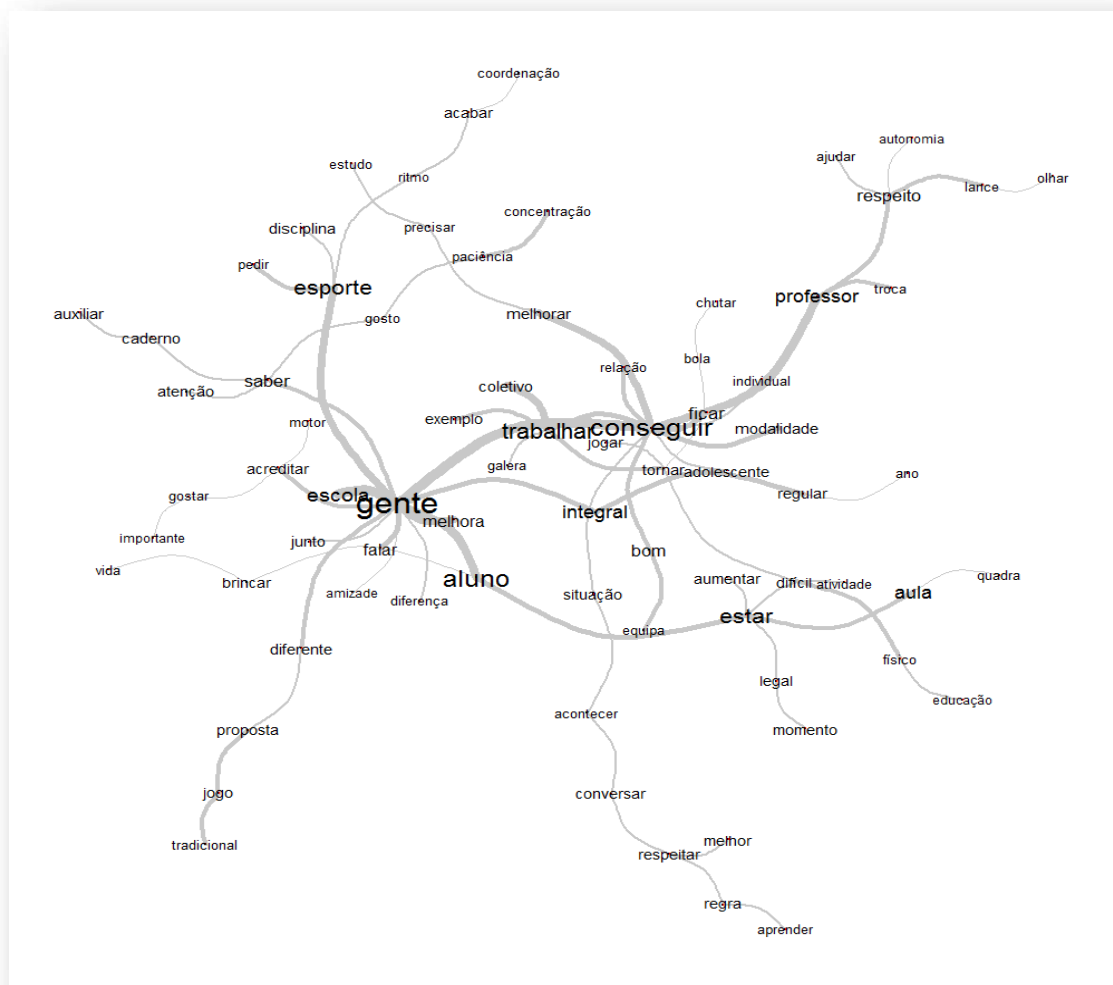 coordenação
acabar
autonomia
ajudar
estudo
ritmo
olhar
lance
respeito
concentração
disciplina
precisar
paciência
pedir
esporte
professor
troca
chutar
auxiliar
melhorar
gosto
caderno
bola
relação
individual
saber
coletivo
atenção
ficar
exemplo
motor
conseguir
modalidade
trabalhar
jogar
galera
acreditar
tornar
adolescente
ano
escola
gostar
regular
gente
integral
melhora
importante
junto
falar
bom
vida
brincar
aluno
aumentar
difícil
atividade
quadra
amizade
diferença
situação
aula
estar
equipa
diferente
físico
legal
educação
acontecer
proposta
momento
jogo
conversar
tradicional
melhor
respeitar
regra
aprender